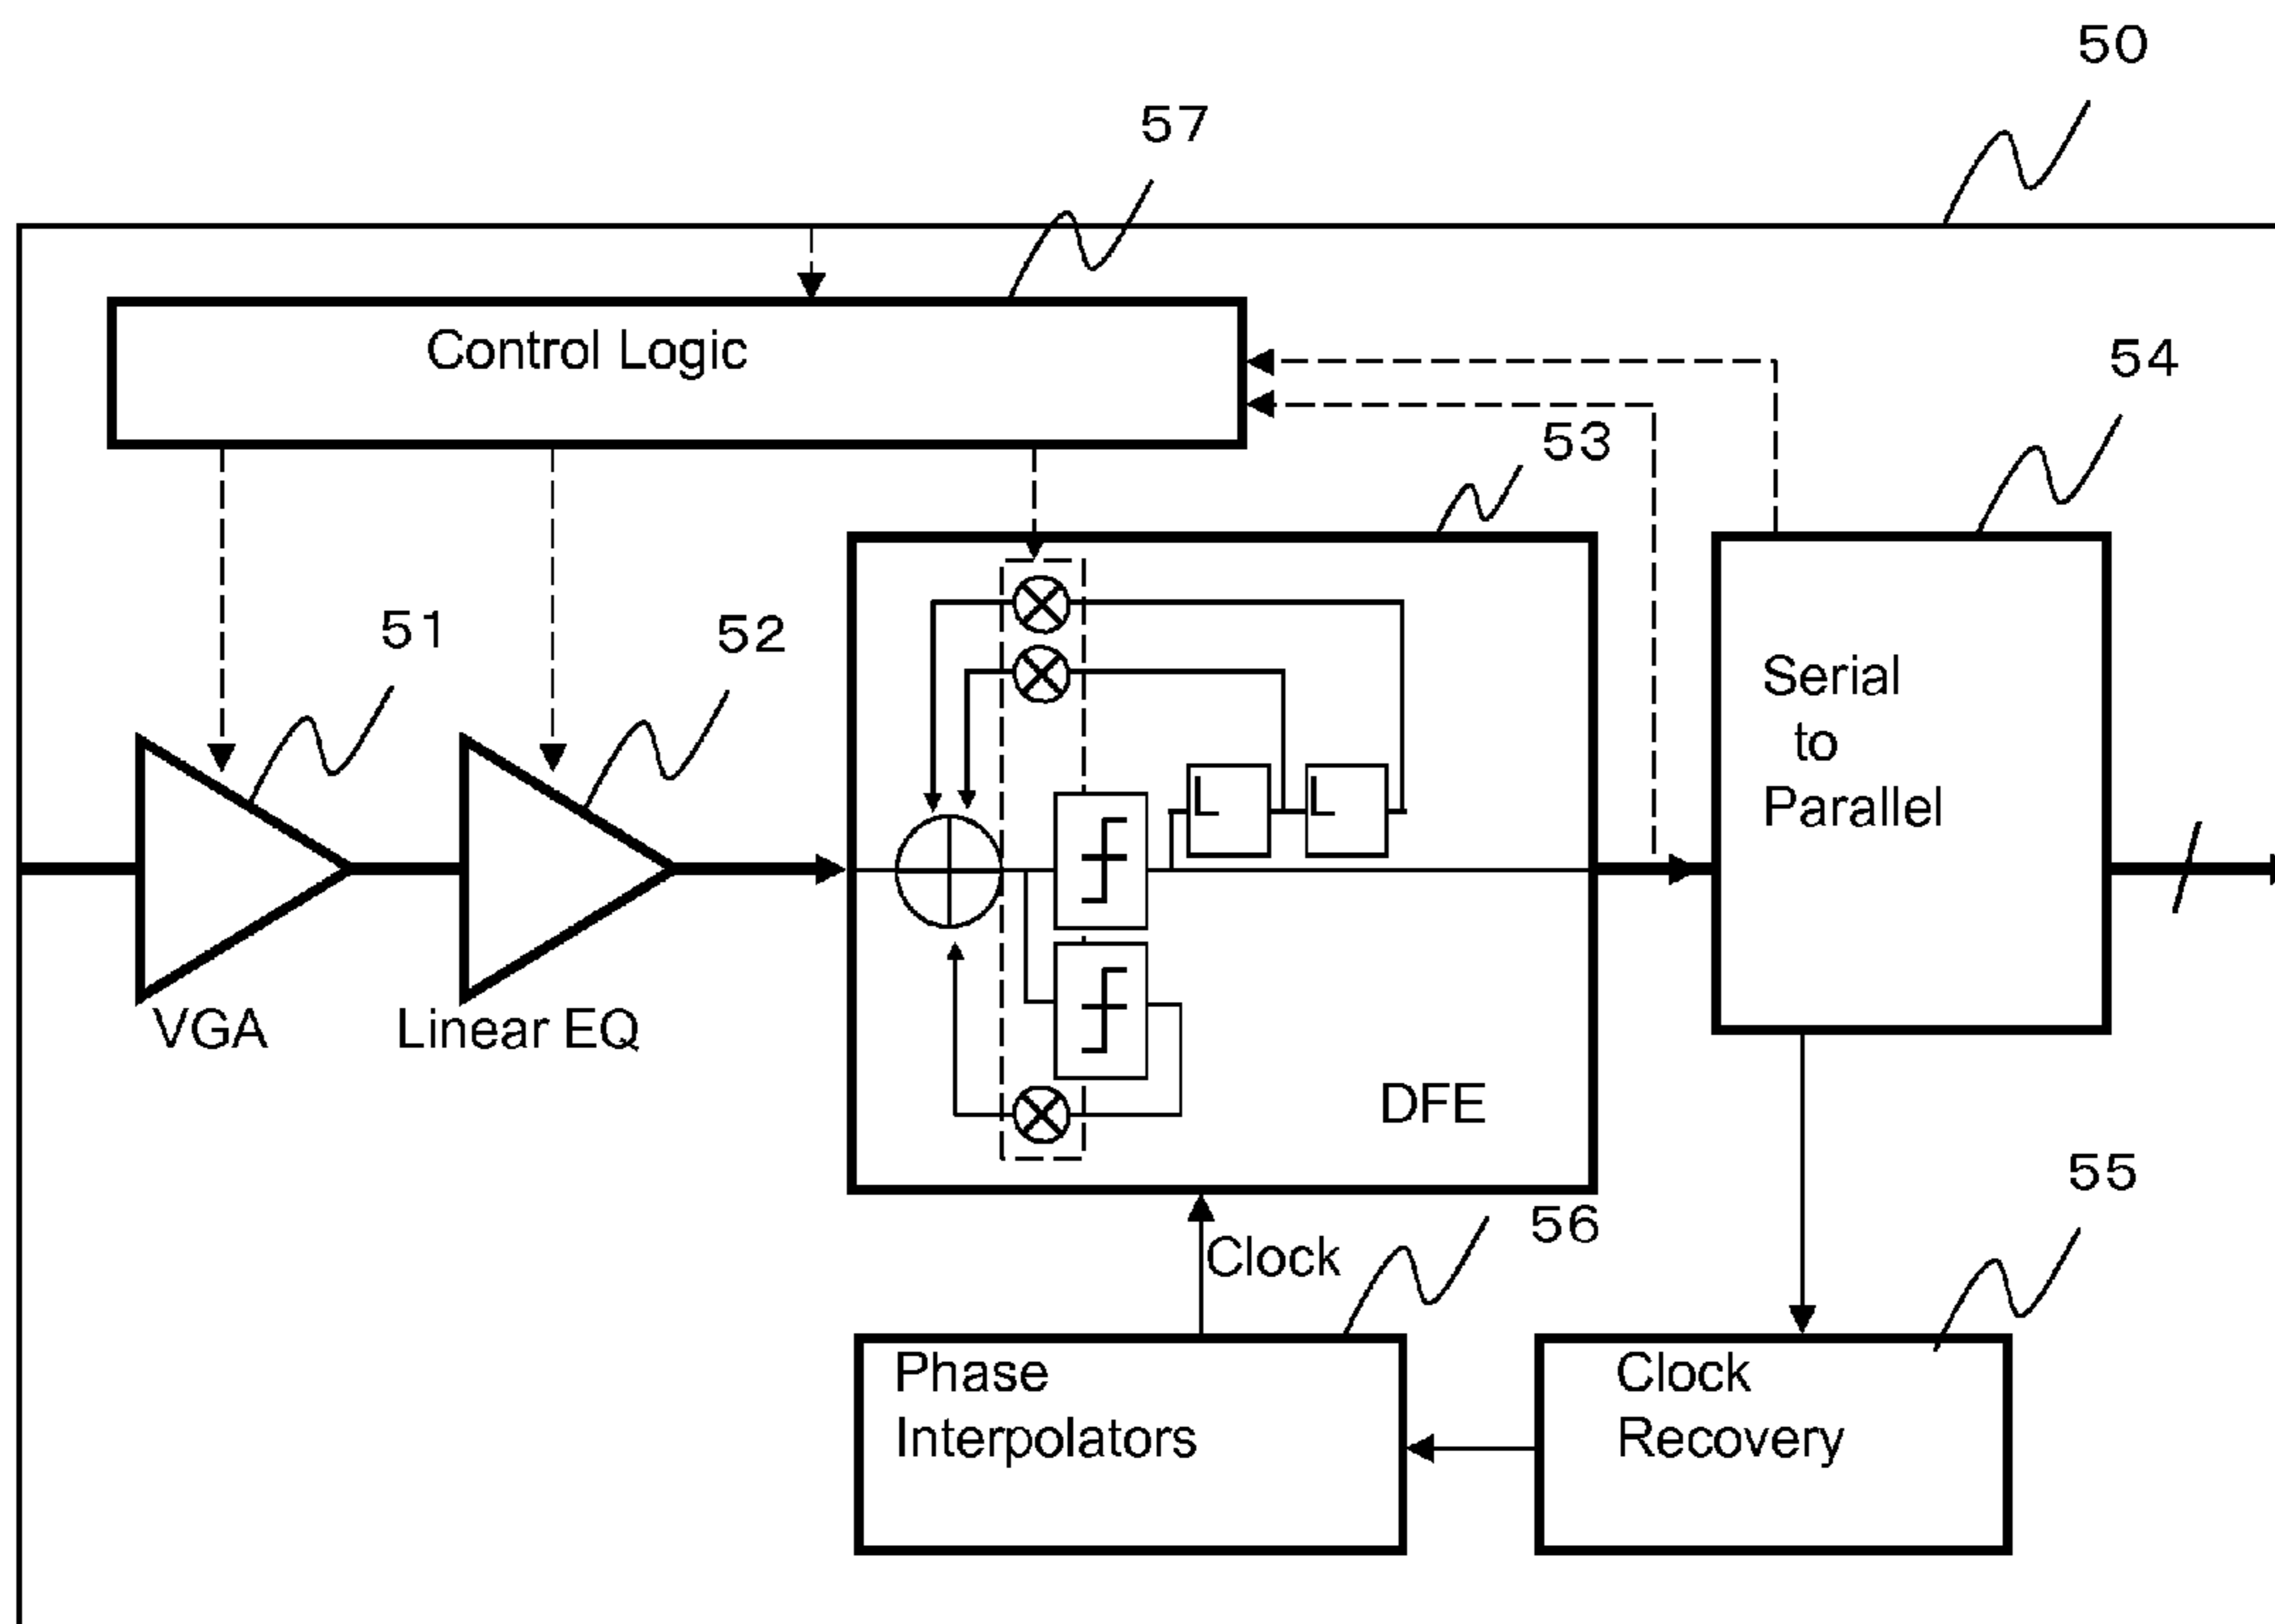 50
57
Control Logic
54
53
51
52
Serial
to
Parallel
L
L
VGA
Linear EQ
DFE
55
56
Clock
Phase
Interpolators
Clock
Recovery